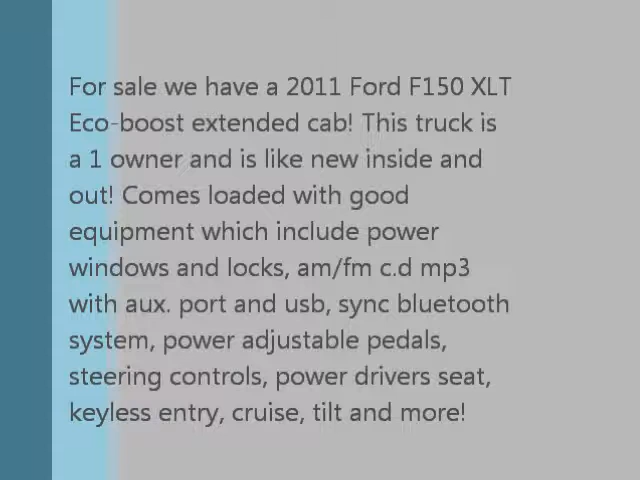 For sale we have a 2011 Ford F150 XLT
Eco-boost extended cab! This truck is
a 1 owner and is like new inside and
out! Comes loaded with good
equipment which include power
windows and locks, am/fm c.d mp3
with aux. port and usb, sync bluetooth
system, power adjustable pedals,
steering controls, power drivers seat,
keyless entry, cruise, tilt and more!